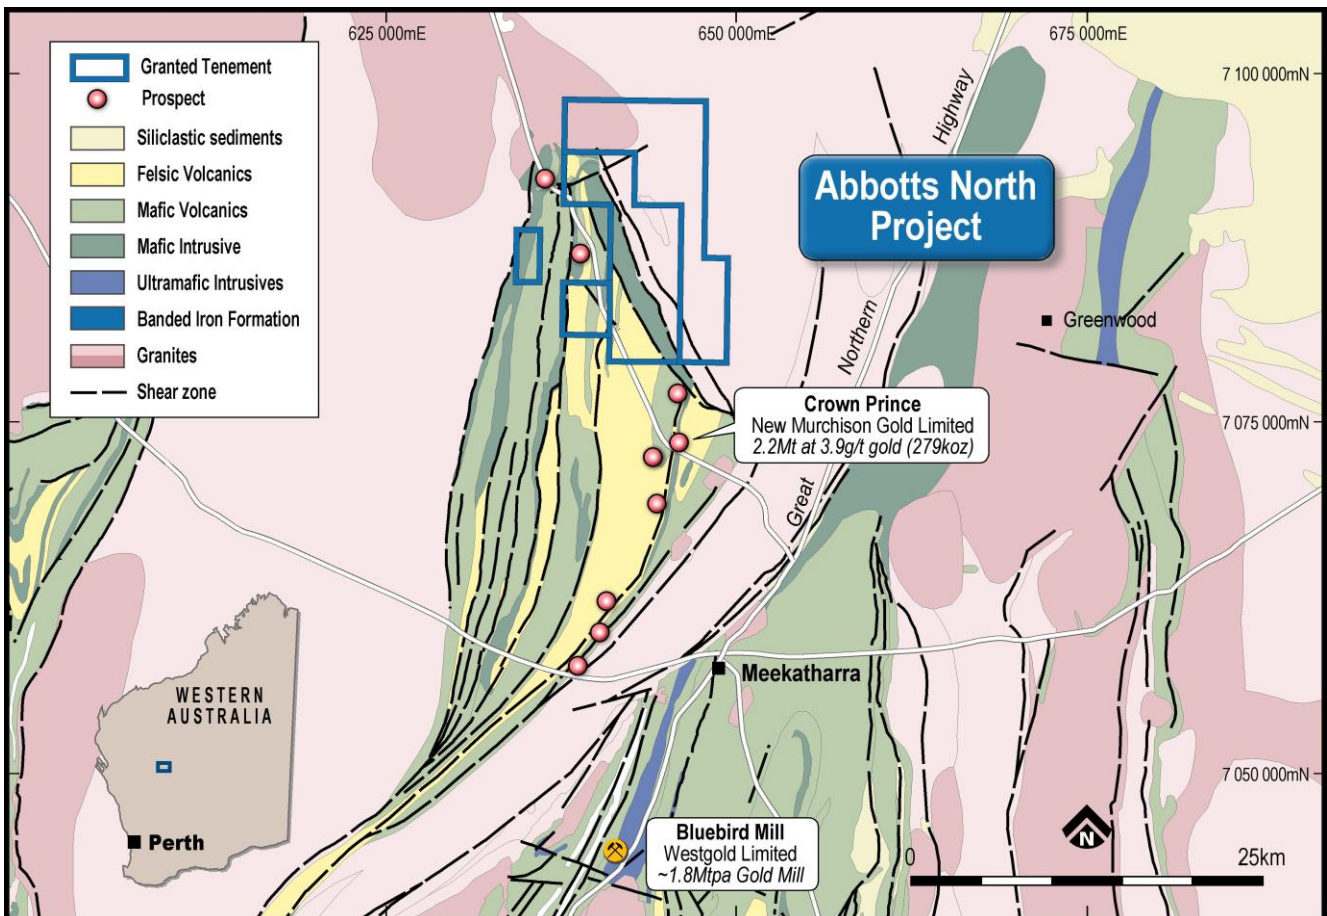 625 000mE
650 000mE
675 000mE
7 100 000mN
7 075 000mN
7 050 000mN
Granted Tenement
Prospect
Siliclastic sediments
Felsic Volcanics
Mafic Volcanics
Mafic Intrusive
Ultramafic Intrusives
Banded Iron Formation
Granites
Shear zone
Abbotts North
Project
Great
Northern
Highway
Greenwood
Crown Prince
New Murchison Gold Limited
2.2Mt at 3.9g/t gold (279koz)
Meekatharra
WESTERN
AUSTRALIA
Perth
Bluebird Mill
Westgold Limited
~1.8Mtpa Gold Mill
N
0
25km